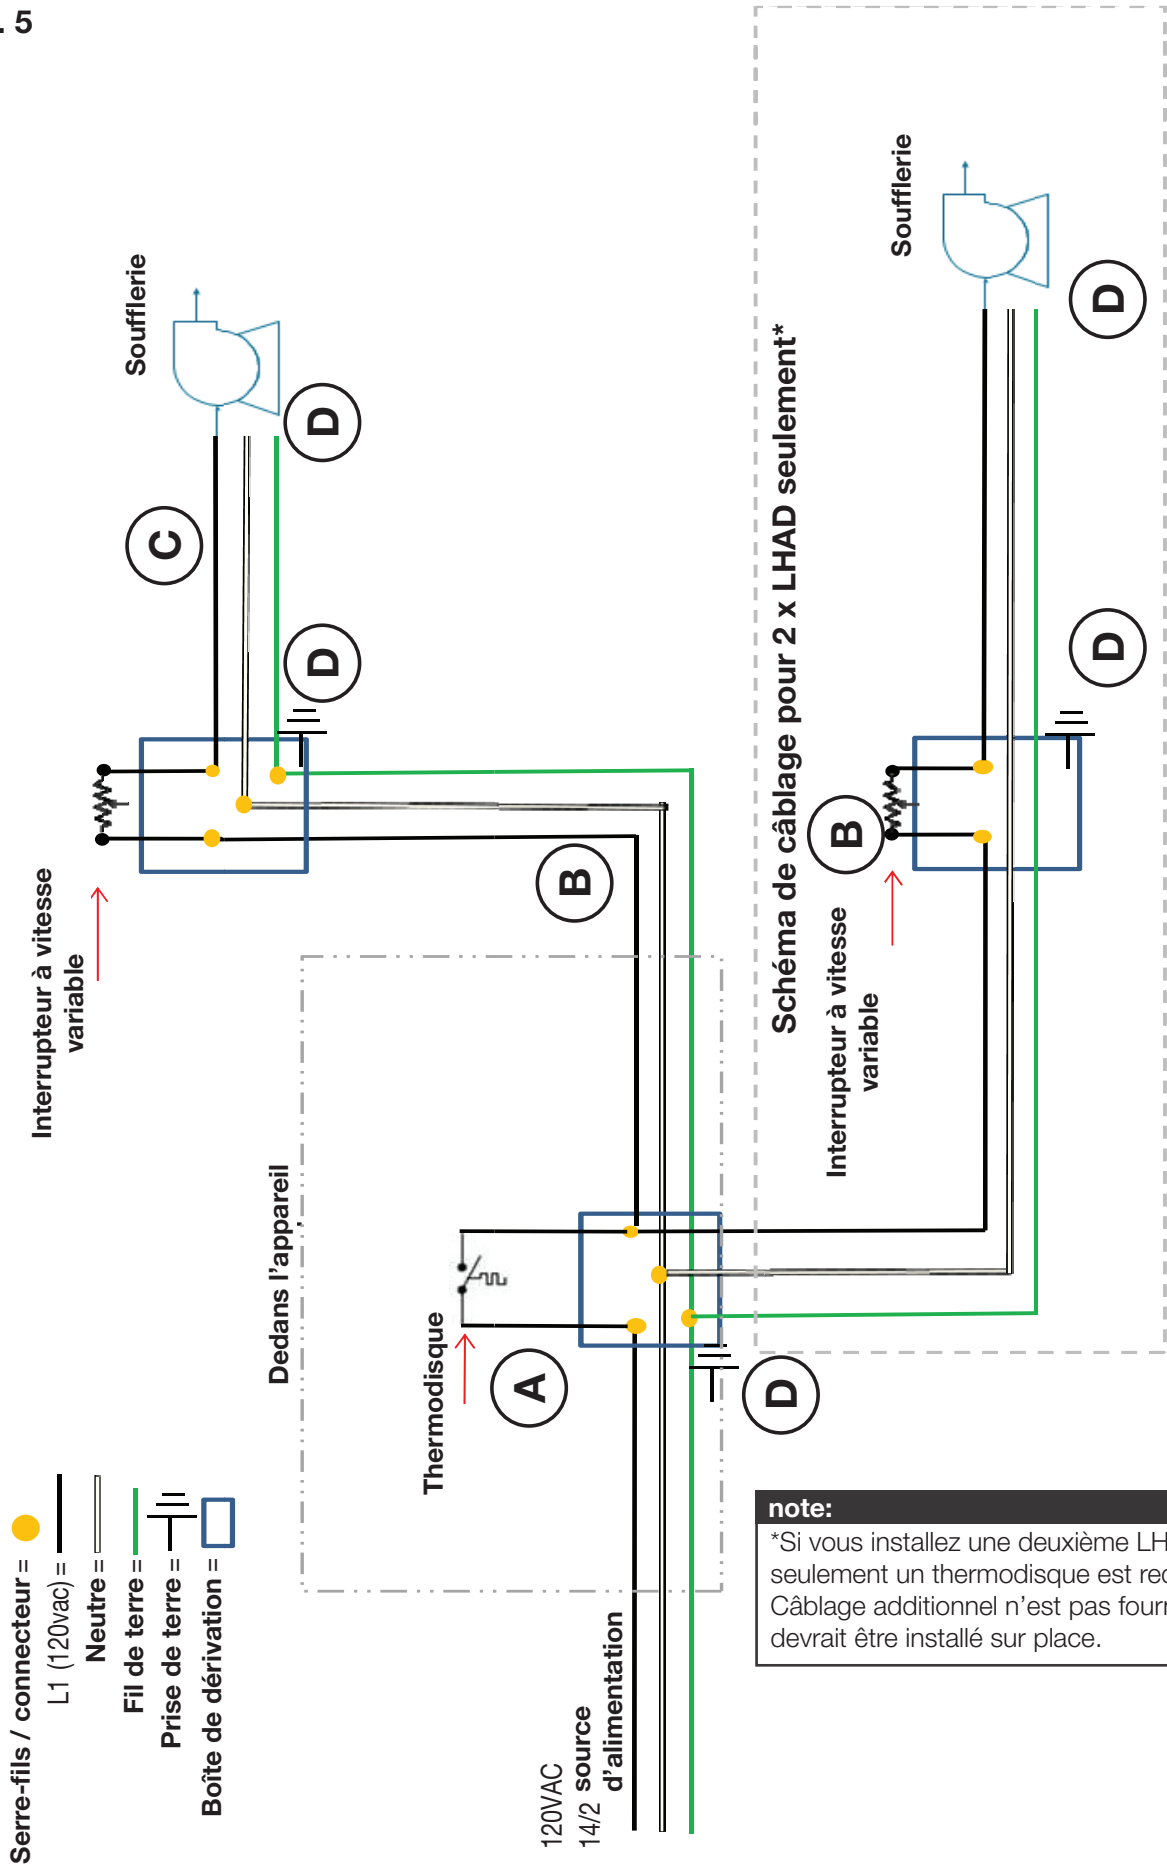 . 5
Soufflerie
Soufflerie
C
D
D
D
D
Schéma de câblage pour 2 x LHAD seulement*
Interrupteur à vitesse
variable
B
B
Interrupteur à vitesse
variable
Dedans l'appareil
Thermodisque
A
D
Serre-fils / connecteur =
L1 (120vac) =
Neutre =
Fil de terre =
Prise de terre =
Boîte de dérivation =
120VAC
14/2 source
d'alimentation
note:
*Si vous installez une deuxième LH
seulement un thermodisque est
Câblage additionnel n'est pas
devrait être installé sur place.